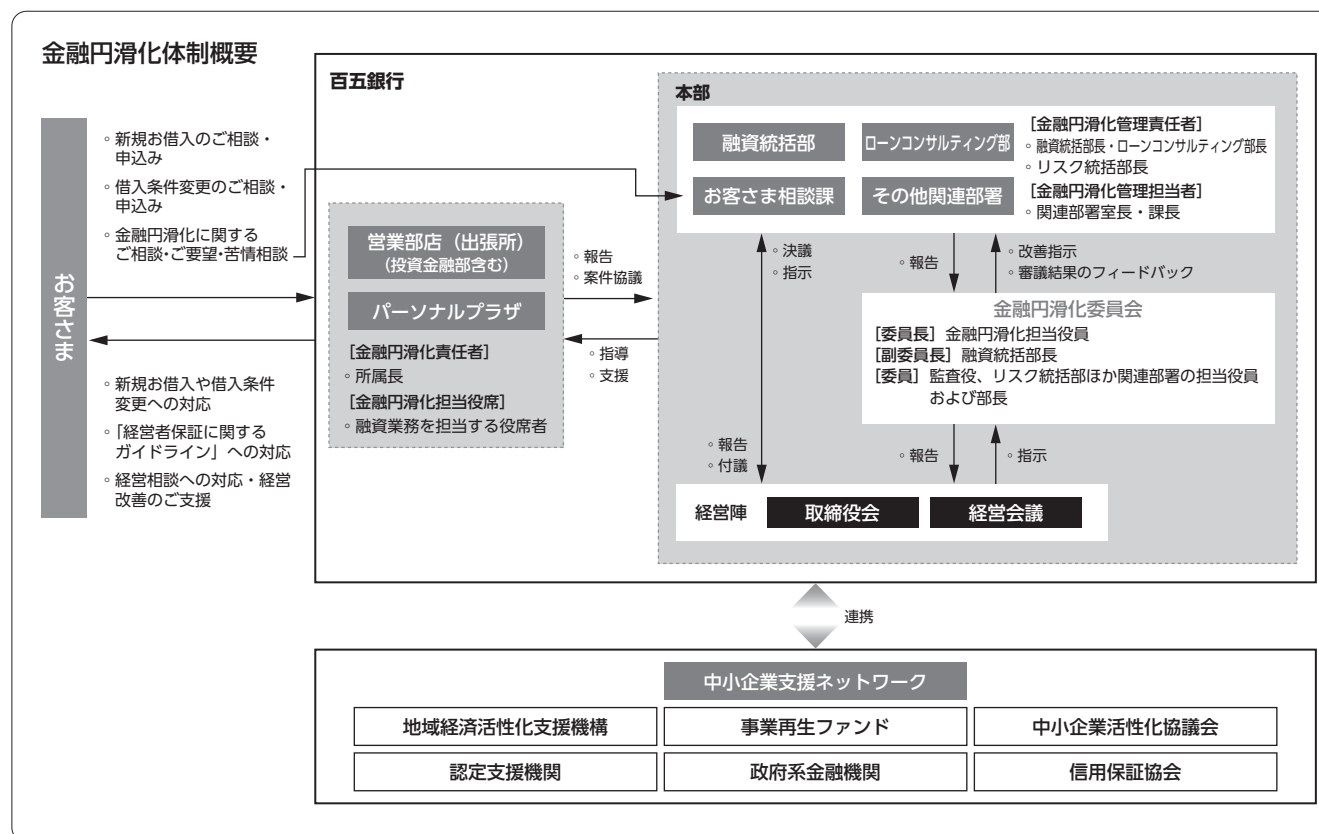 金融円滑化体制概要
お客さま
◦新規お借入のご相談・
申込み
◦借入条件変更のご相談・
申込み
◦金融円滑化に関する
ご相談・ご要望・苦情相談
◦新規お借入や借入条件
変更への対応
◦「経営者保証に関する
ガイドライン」への対応
◦経営相談への対応・経営
改善のご支援
百五銀行
営業部店（出張所）
（投資金融部含む）
パーソナルプラザ
［金融円滑化責任者］
◦所属長
［金融円滑化担当役席］
◦融資業務を担当する役席者
◦報告
◦案件協議
◦指導
◦支援
本部
融資統括部
ローンコンサルティング部
お客さま相談課
その他関連部署
［金融円滑化管理責任者］
◦融資統括部長・ローンコンサルティング部長
◦リスク統括部長
［金融円滑化管理担当者］
◦関連部署室長・課長
◦決議
◦指示
◦報告
◦改善指示
◦審議結果のフィードバック
金融円滑化委員会
［委員長］金融円滑化担当役員
［副委員長］融資統括部長
［委員］監査役、リスク統括部ほか関連部署の担当役員
および部長
◦報告
◦付議
◦報告
◦指示
経営陣
取締役会
経営会議
連携
中小企業支援ネットワーク
地域経済活性化支援機構
事業再生ファンド
中小企業活性化協議会
認定支援機関
政府系金融機関
信用保証協会